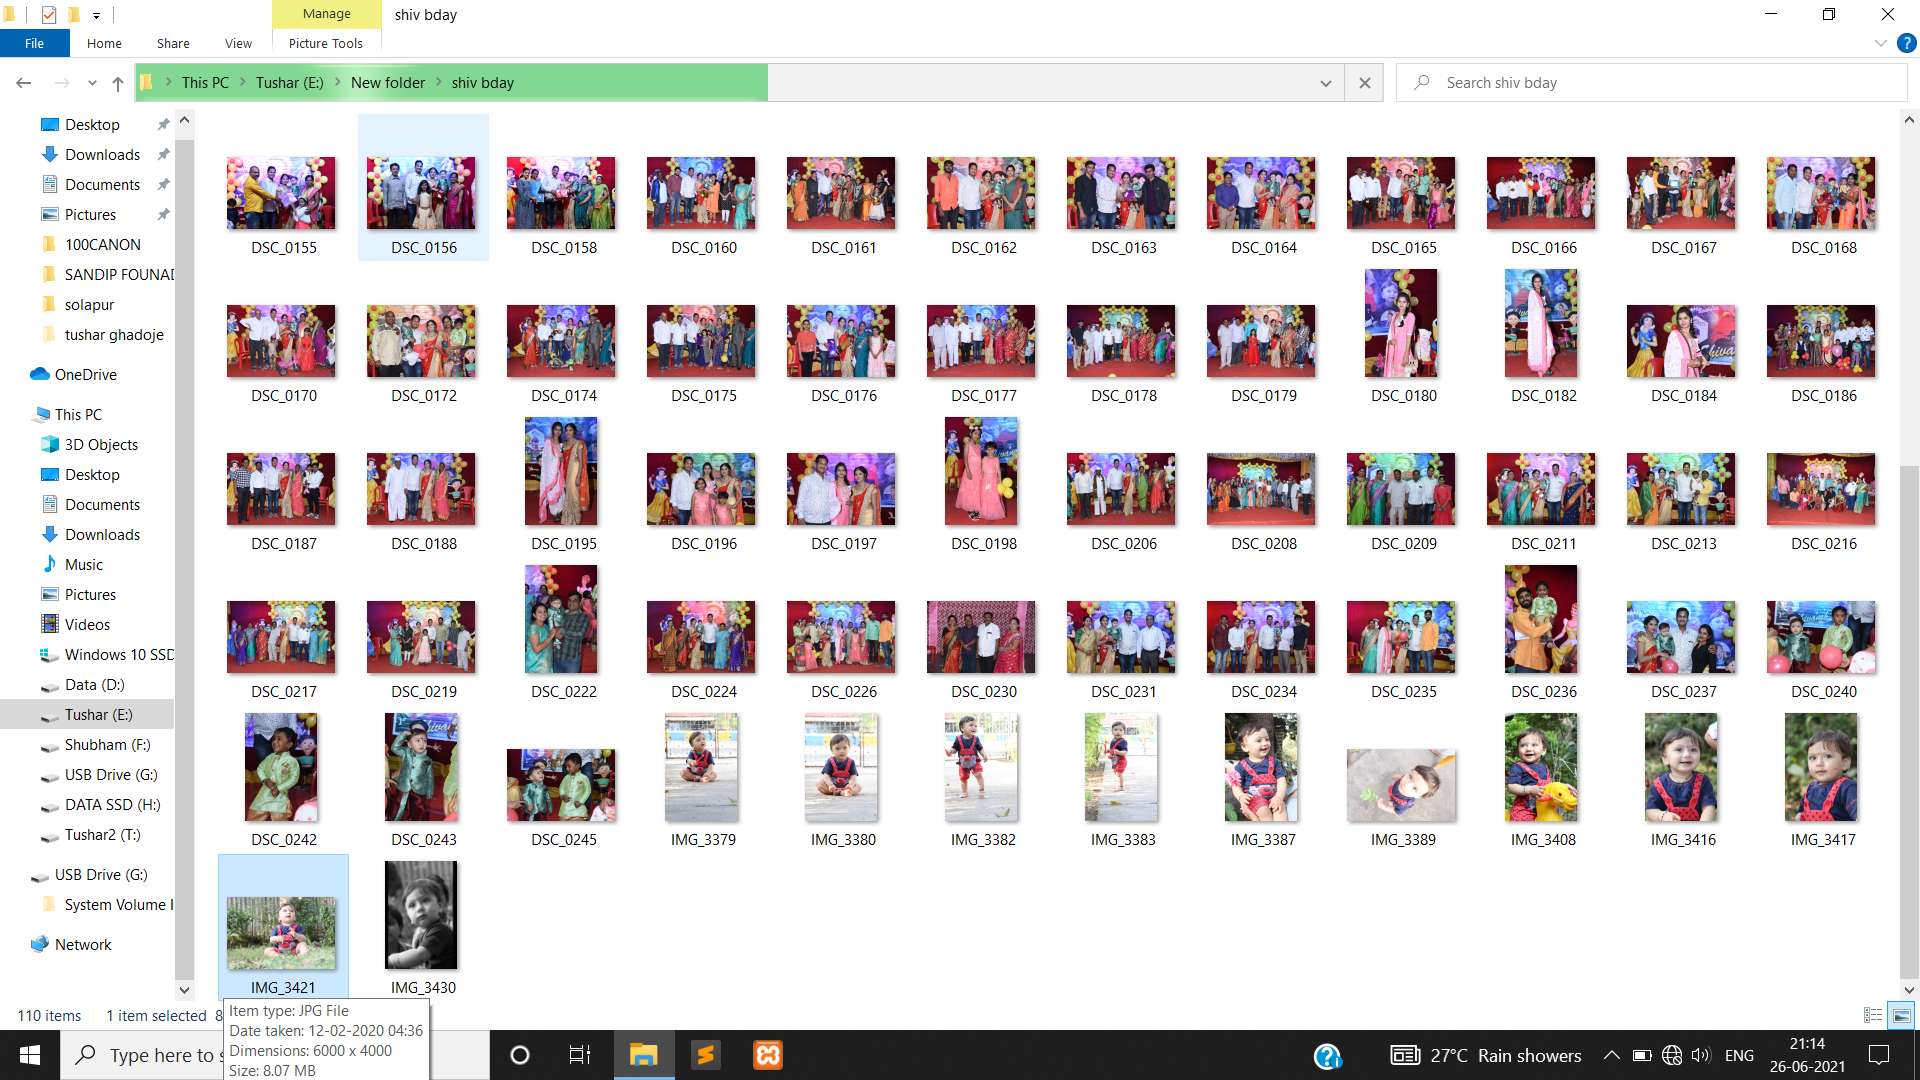 Manage
shiv bday
File
Home
Share
View
Picture Tools
This PC
Tushar (E:)
New folder
shiv bday
Search shiv bday
Desktop
Downloads
Documents
Pictures
100CANON
SANDIP FOUNAD
solapur
tushar ghadoje
OneDrive
This PC
3D Objects
Desktop
Documents
Downloads
Music
Pictures
Videos
Windows 10 SSD
Data (D:)
Tushar (E:)
Shubham (F:)
USB Drive (G:)
DATA SSD (H:)
Tushar2 (T:)
USB Drive (G:)
System Volume I
Network
DSC_0155 DSC_0156 DSC_0158 DSC_0160 DSC_0161 DSC_0162 DSC_0163 DSC_0164 DSC_0165 DSC_0166 DSC_0167 DSC_0168
DSC_0170 DSC_0172 DSC_0174 DSC_0175 DSC_0176 DSC_0177 DSC_0178 DSC_0179 DSC_0180 DSC_0182 DSC_0184 DSC_0186
DSC_0187 DSC_0188 DSC_0195 DSC_0196 DSC_0197 DSC_0198 DSC_0206 DSC_0208 DSC_0209 DSC_0211 DSC_0213 DSC_0216
DSC_0217 DSC_0219 DSC_0222 DSC_0224 DSC_0226 DSC_0230 DSC_0231 DSC_0234 DSC_0235 DSC_0236 DSC_0237 DSC_0240
DSC_0242 DSC_0243 DSC_0245 IMG_3379 IMG_3380 IMG_3382 IMG_3383 IMG_3387 IMG_3389 IMG_3408 IMG_3416 IMG_3417
IMG_3421 IMG_3430
Item type: JPG File
Date taken: 12-02-2020 04:36
Dimensions: 6000 x 4000
Size: 8.07 MB
110 items 1 item selected 8
Type here to s
27°C Rain showers
ENG
21:14
26-06-2021